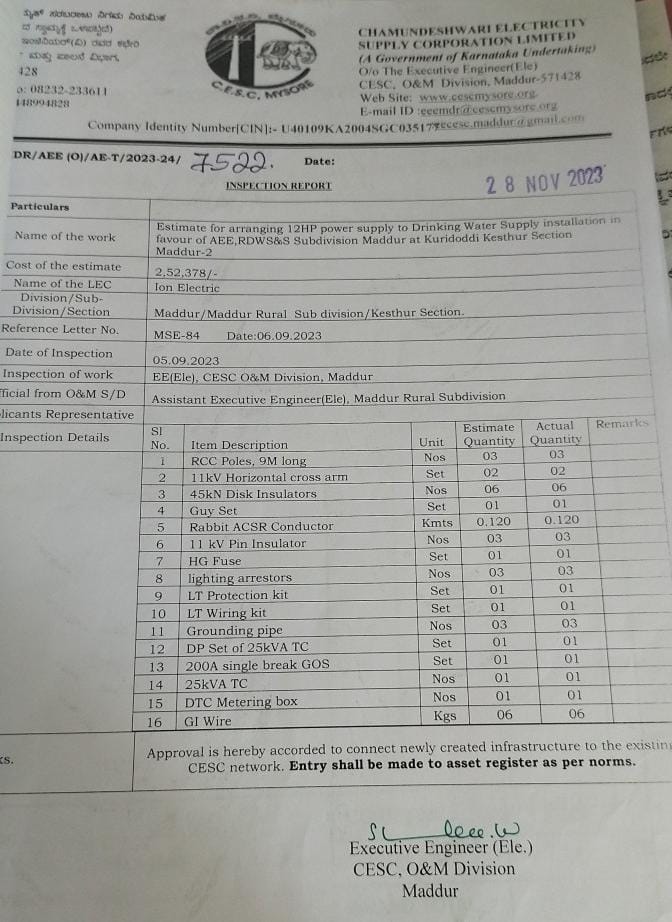 ವಿದ್ಯುತ್ ಸರಬರಾಜು ನಿಗಮ ನಿಯಮಿತ
ಮತ್ತು ಪಾಲನೆ ವಿಭಾಗ,
428
o: 08232-233611
148994828
C.E.S.C, MYSORE
CHAMUNDESHWARI ELECTRICITY
SUPPLY CORPORATION LIMITED
(A Government of Karnataka Undertaking)
O/o The Executive Engineer(Ele)
CESC, O&M Division, Maddur-571428
Web Site: www.cescmysore.org
E-mail ID :eeemdr@cescmysore.org
eecesc.maddur@gmail.com
Company Identity Number[CIN]:- U40109KA2004SGC035177
DR/AEE (O)/AE-T/2023-24/ 7522. Date:
28 NOV 2023
INSPECTION REPORT
Particulars
Name of the work Estimate for arranging 12HP power supply to Drinking Water Supply installation in
favour of AEE,RDWS&S Subdivision Maddur at Kuridoddi Kesthur Section
Maddur-2
Cost of the estimate 2,52,378/-
Name of the LEC Ion Electric
Division/Sub-
Division/Section Maddur/Maddur Rural Sub division/Kesthur Section.
Reference Letter No. MSE-84 Date:06.09.2023
Date of Inspection 05.09.2023
Inspection of work EE(Ele), CESC O&M Division, Maddur
fficial from O&M S/D Assistant Executive Engineer(Ele), Maddur Rural Subdivision
licants Representative
Inspection Details
Sl No. Item Description Unit Estimate Quantity Actual Quantity Remarks
1 RCC Poles, 9M long Nos 03 03
2 11kV Horizontal cross arm Set 02 02
3 45kN Disk Insulators Nos 06 06
4 Guy Set Set 01 01
5 Rabbit ACSR Conductor Kmts 0.120 0.120
6 11 kV Pin Insulator Nos 03 03
7 HG Fuse Set 01 01
8 lighting arrestors Nos 03 03
9 LT Protection kit Set 01 01
10 LT Wiring kit Set 01 01
11 Grounding pipe Nos 03 03
12 DP Set of 25kVA TC Set 01 01
13 200A single break GOS Set 01 01
14 25kVA TC Nos 01 01
15 DTC Metering box Nos 01 01
16 GI Wire Kgs 06 06
ks. Approval is hereby accorded to connect newly created infrastructure to the existin
CESC network. Entry shall be made to asset register as per norms.
Executive Engineer (Ele.)
CESC, O&M Division
Maddur